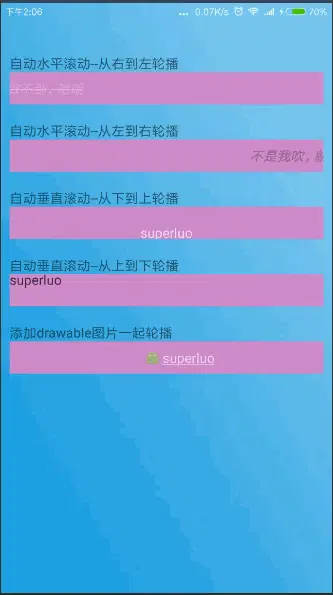 下午2:06 ... 0.07K/s 70%
自动水平滚动--从右到左轮播
自动水平滚动--从左到右轮播
不是我吹，
自动垂直滚动--从下到上轮播
superluo
自动垂直滚动--从上到下轮播
superluo
添加drawable图片一起轮播
superluo